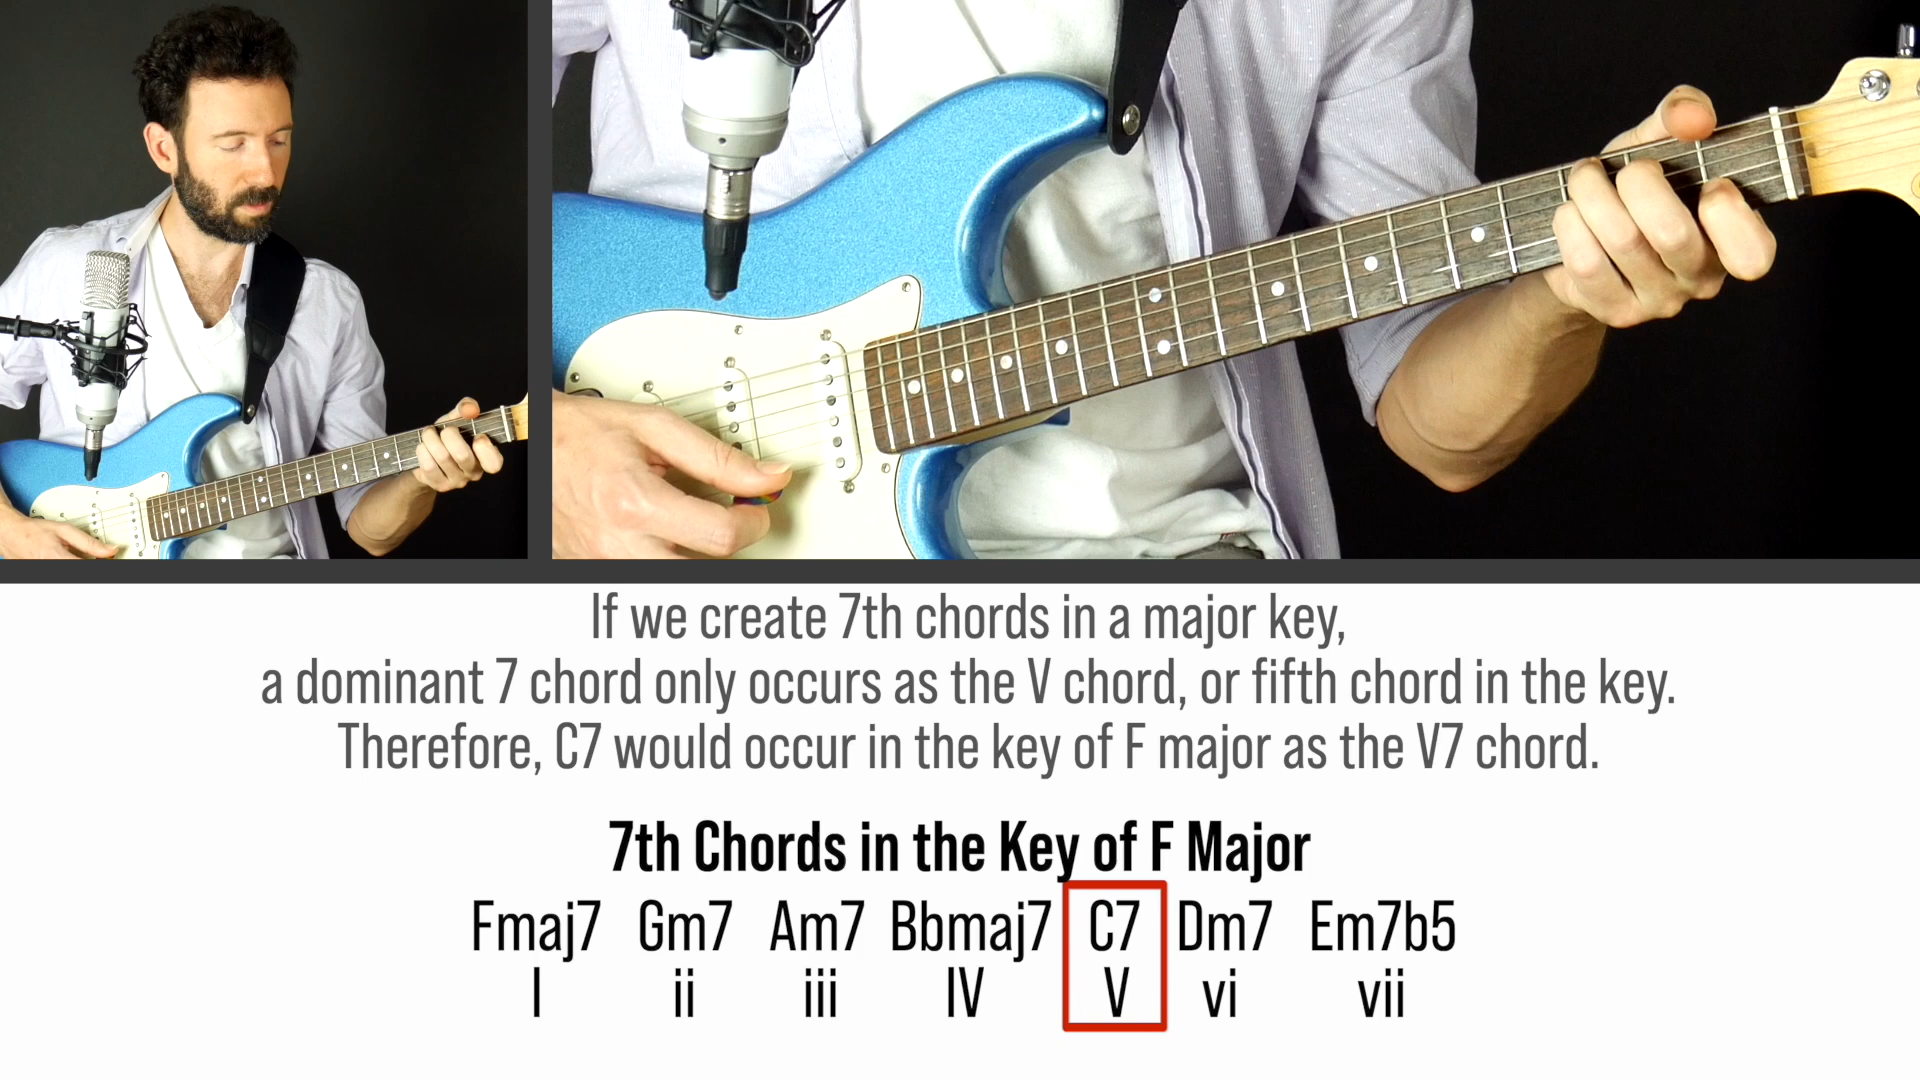 If we create 7th chords in a major key,
a dominant 7 chord only occurs as the V chord, or fifth chord in the key.
Therefore, C7 would occur in the key of F major as the V7 chord.
7th Chords in the Key of F Major
Fmaj7 Gm7 Am7 Bbmaj7 C7 Dm7 Em7b5
I ii iii IV V vi vii